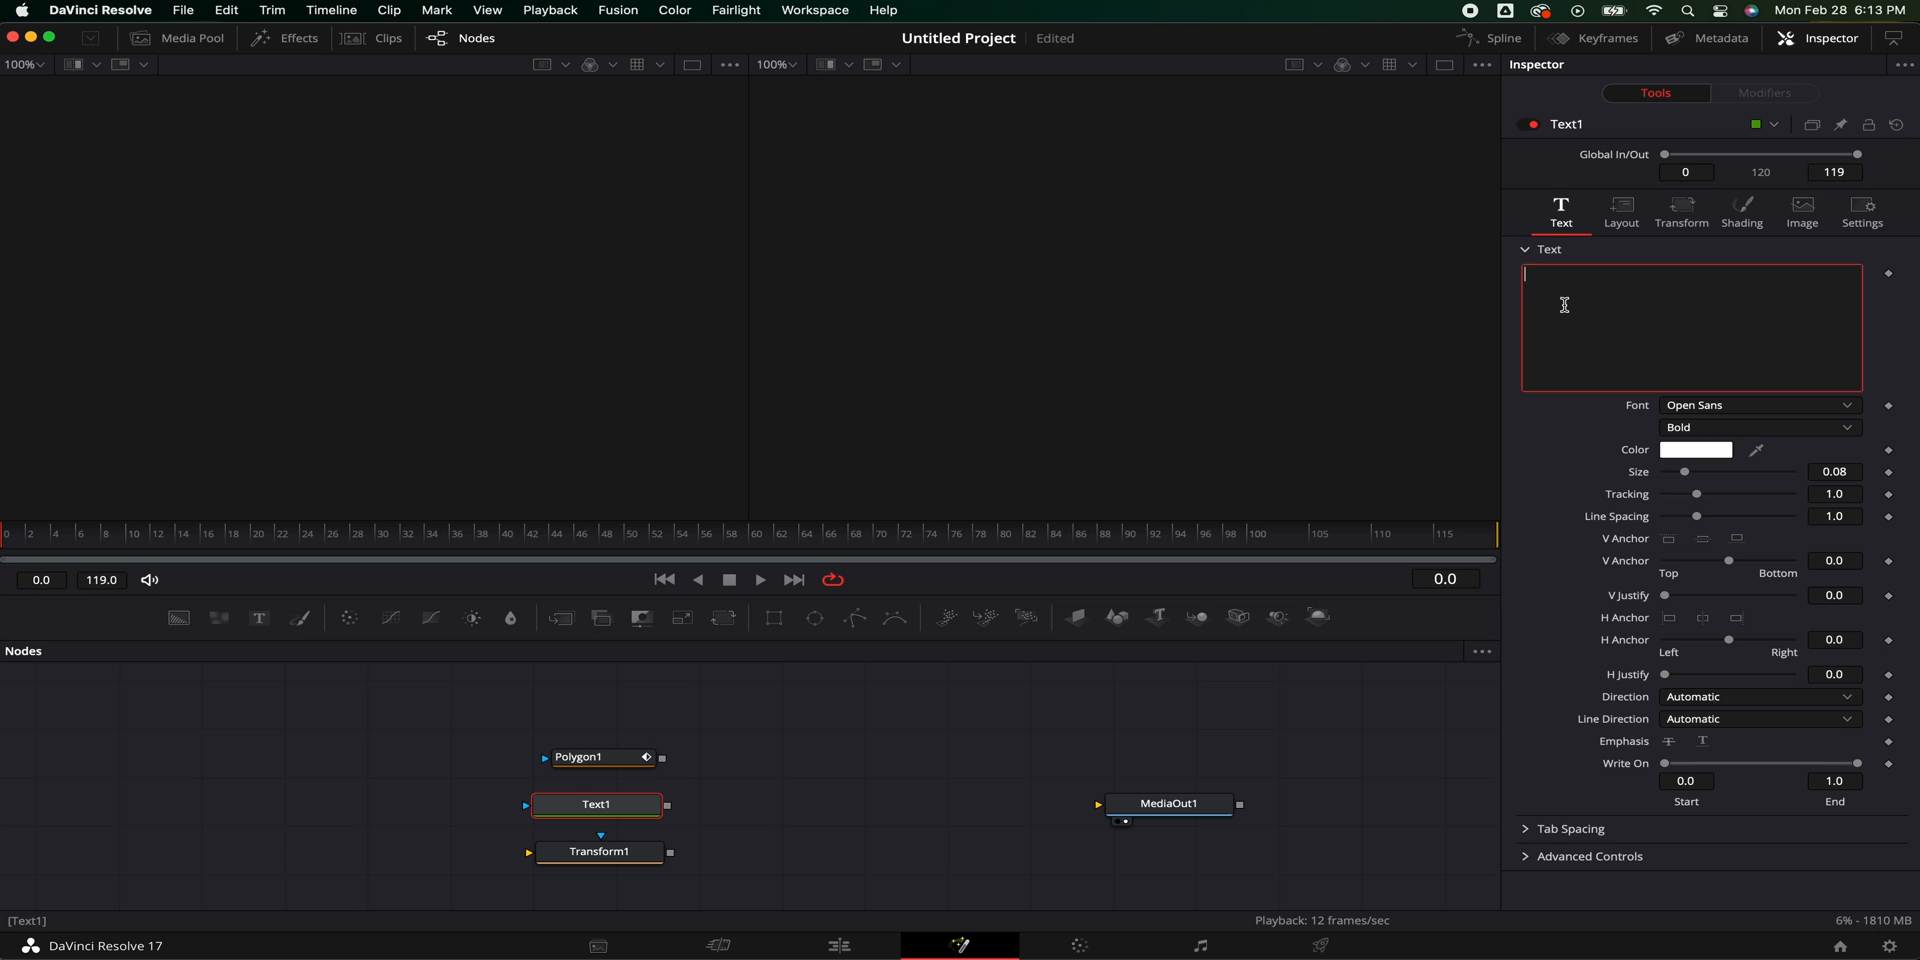 DaVinci Resolve File Edit Trim Timeline Clip Mark View Playback Fusion Color Fairlight Workspace Help Mon Feb 28 6:13 PM
Media Pool Effects Clips Nodes Untitled Project Edited Spline Keyframes Metadata Inspector
100% 100% Inspector
Tools Modifiers
Text1
Global In/Out
0 120 119
Text Layout Transform Shading Image Settings
Text
Font Open Sans
Bold
Color
Size 0.08
Tracking 1.0
Line Spacing 1.0
V Anchor
V Anchor 0.0
Top Bottom
V Justify 0.0
H Anchor
H Anchor 0.0
Left Right
H Justify 0.0
Direction Automatic
Line Direction Automatic
Emphasis
Write On
0.0 1.0
Start End
Tab Spacing
Advanced Controls
0 2 4 6 8 10 12 14 16 18 20 22 24 26 28 30 32 34 36 38 40 42 44 46 48 50 52 54 56 58 60 62 64 66 68 70 72 74 76 78 80 82 84 86 88 90 92 94 96 98 100 105 110 115
0.0 119.0 0.0
Nodes
Polygon1
Text1 MediaOut1
Transform1
[Text1] Playback: 12 frames/sec 6% - 1810 MB
DaVinci Resolve 17